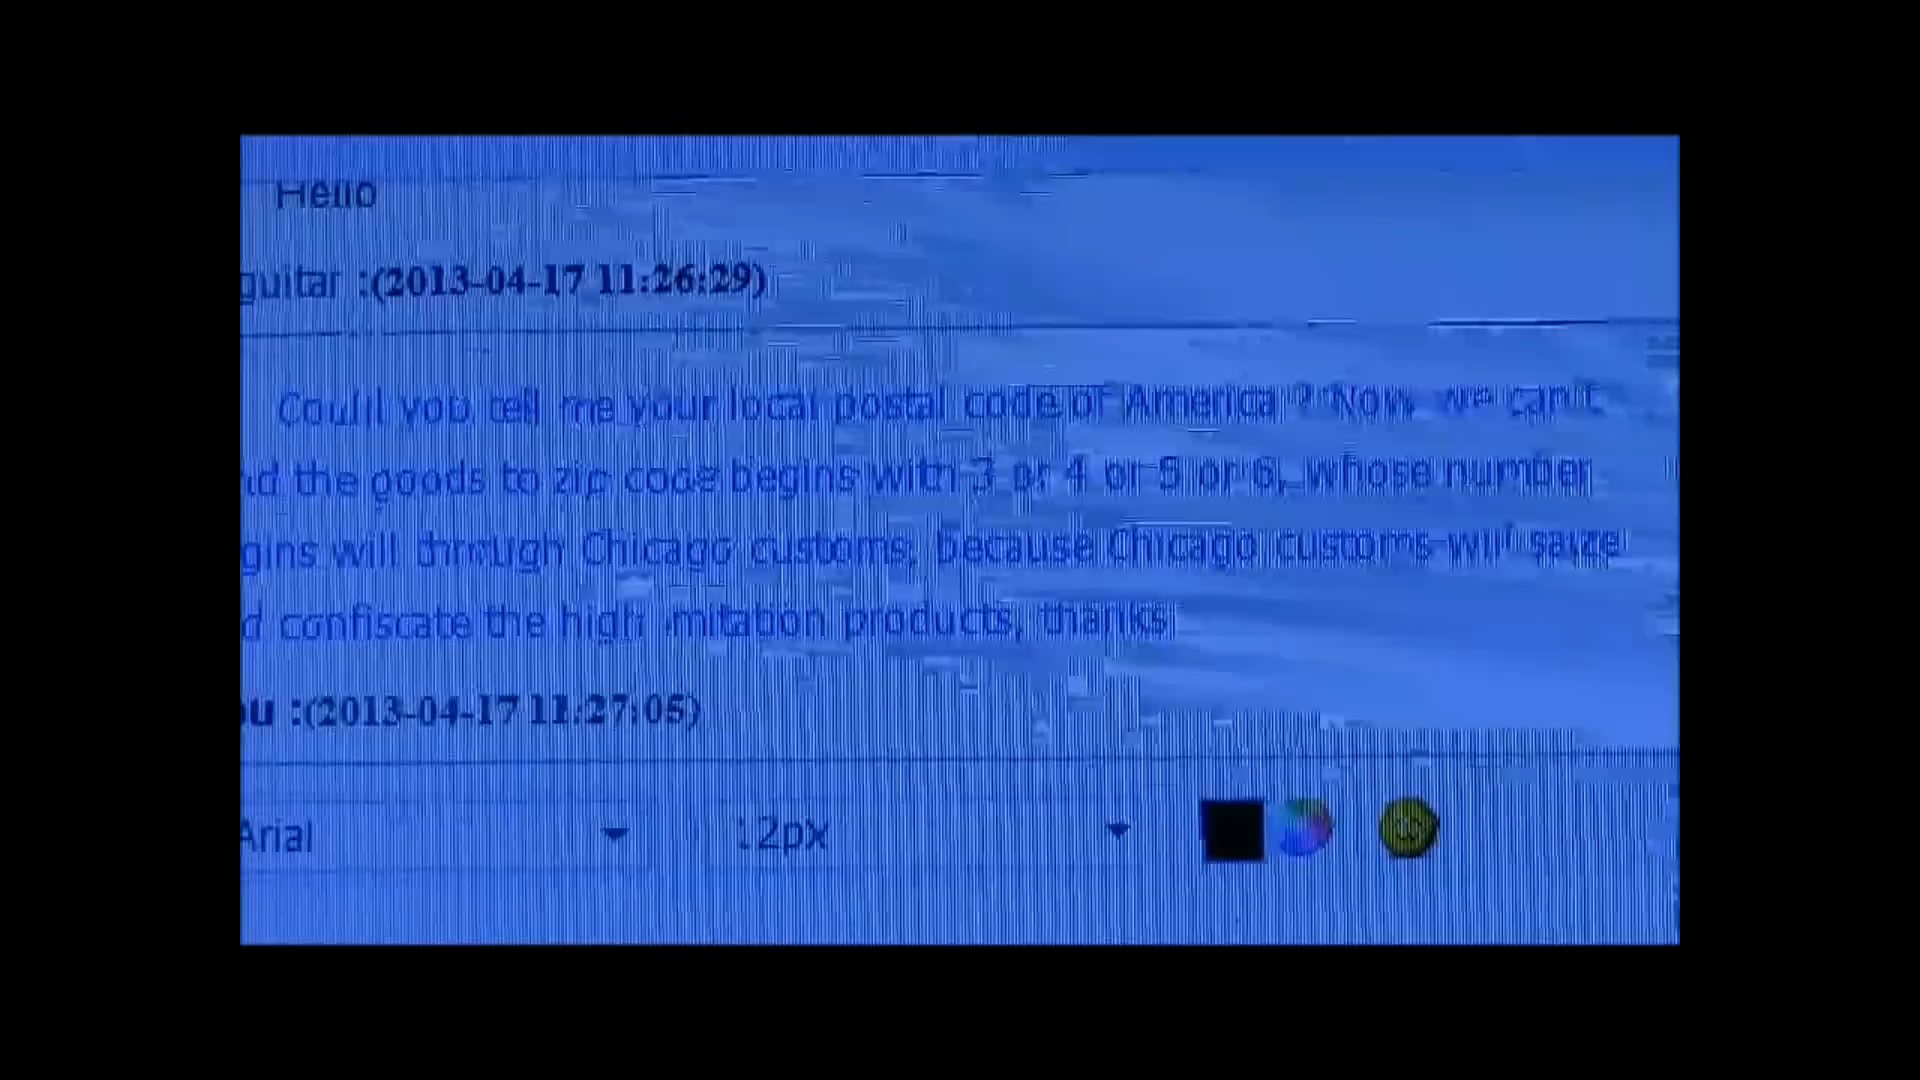 Hello
guitar :(2013-04-17 11:26:29)
Could you tell me your local postal code of America ? Now we can't
nd the goods to zip code begins with 3 or 4 or 5 or 6, whose number
gins will through Chicago customs, because Chicago customs will saize
d confiscate the high imitation products, thanks
ou :(2013-04-17 11:27:05)
Arial 12px